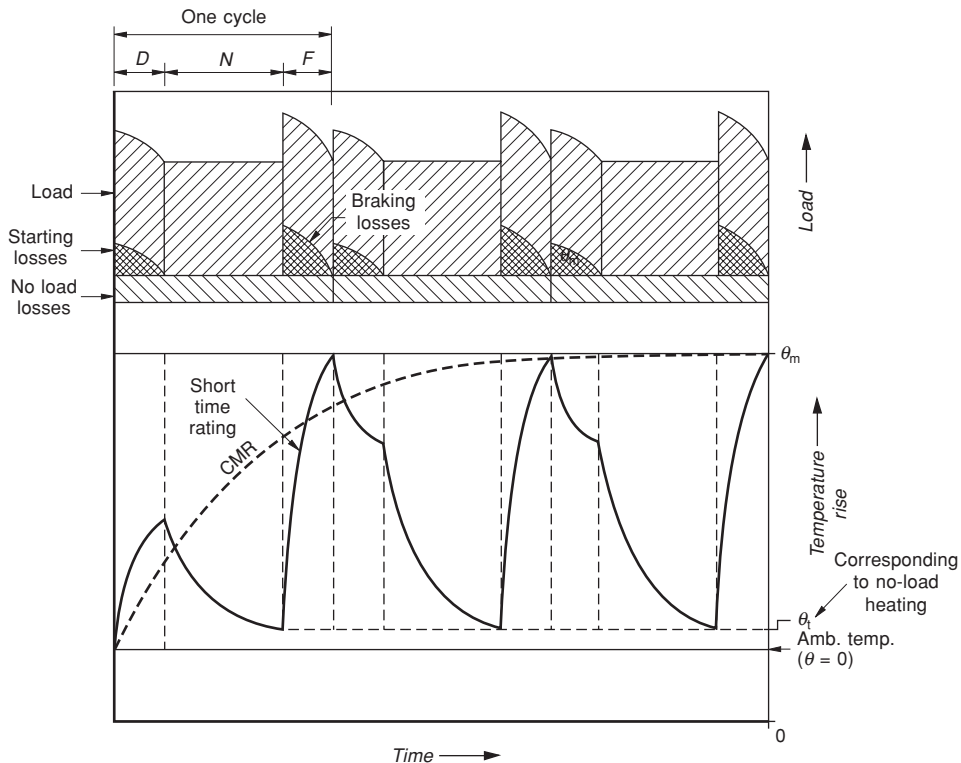 One cycle
D
N
F
Load
Starting
losses
No load
losses
Braking
losses
Load
θm
Short
time
rating
CMR
Temperature
rise
Corresponding
to no-load
heating
θt
Amb. temp.
(θ = 0)
0
Time